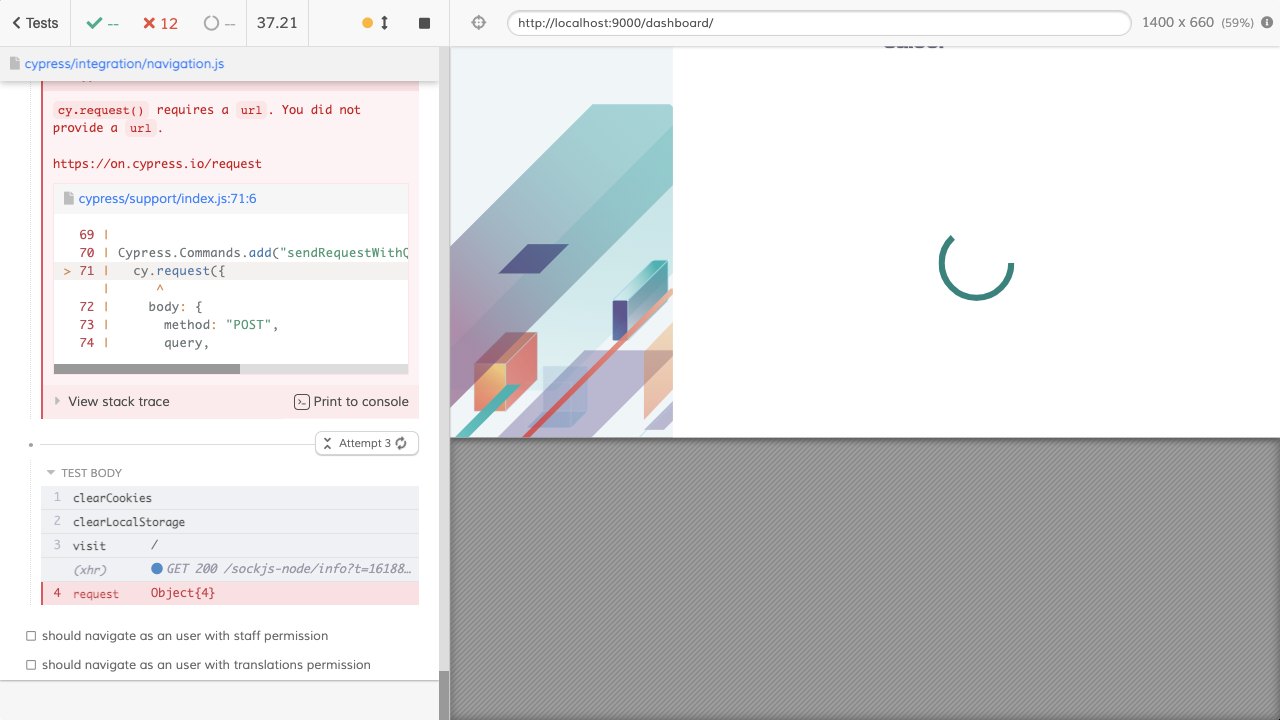 Tests
--
12
--
37.21
http://localhost:9000/dashboard/
1400 x 660 (59%)
cypress/integration/navigation.js
cy.request() requires a url. You did not
provide a url.
https://on.cypress.io/request
cypress/support/index.js:71:6
69 |
70 | Cypress.Commands.add("sendRequestWithQ
> 71 | cy.request({
| ^
72 | body: {
73 | method: "POST",
74 | query,
View stack trace
Print to console
Attempt 3
TEST BODY
1 clearCookies
2 clearLocalStorage
3 visit /
(xhr) GET 200 /sockjs-node/info?t=16188…
4 request Object{4}
should navigate as an user with staff permission
should navigate as an user with translations permission